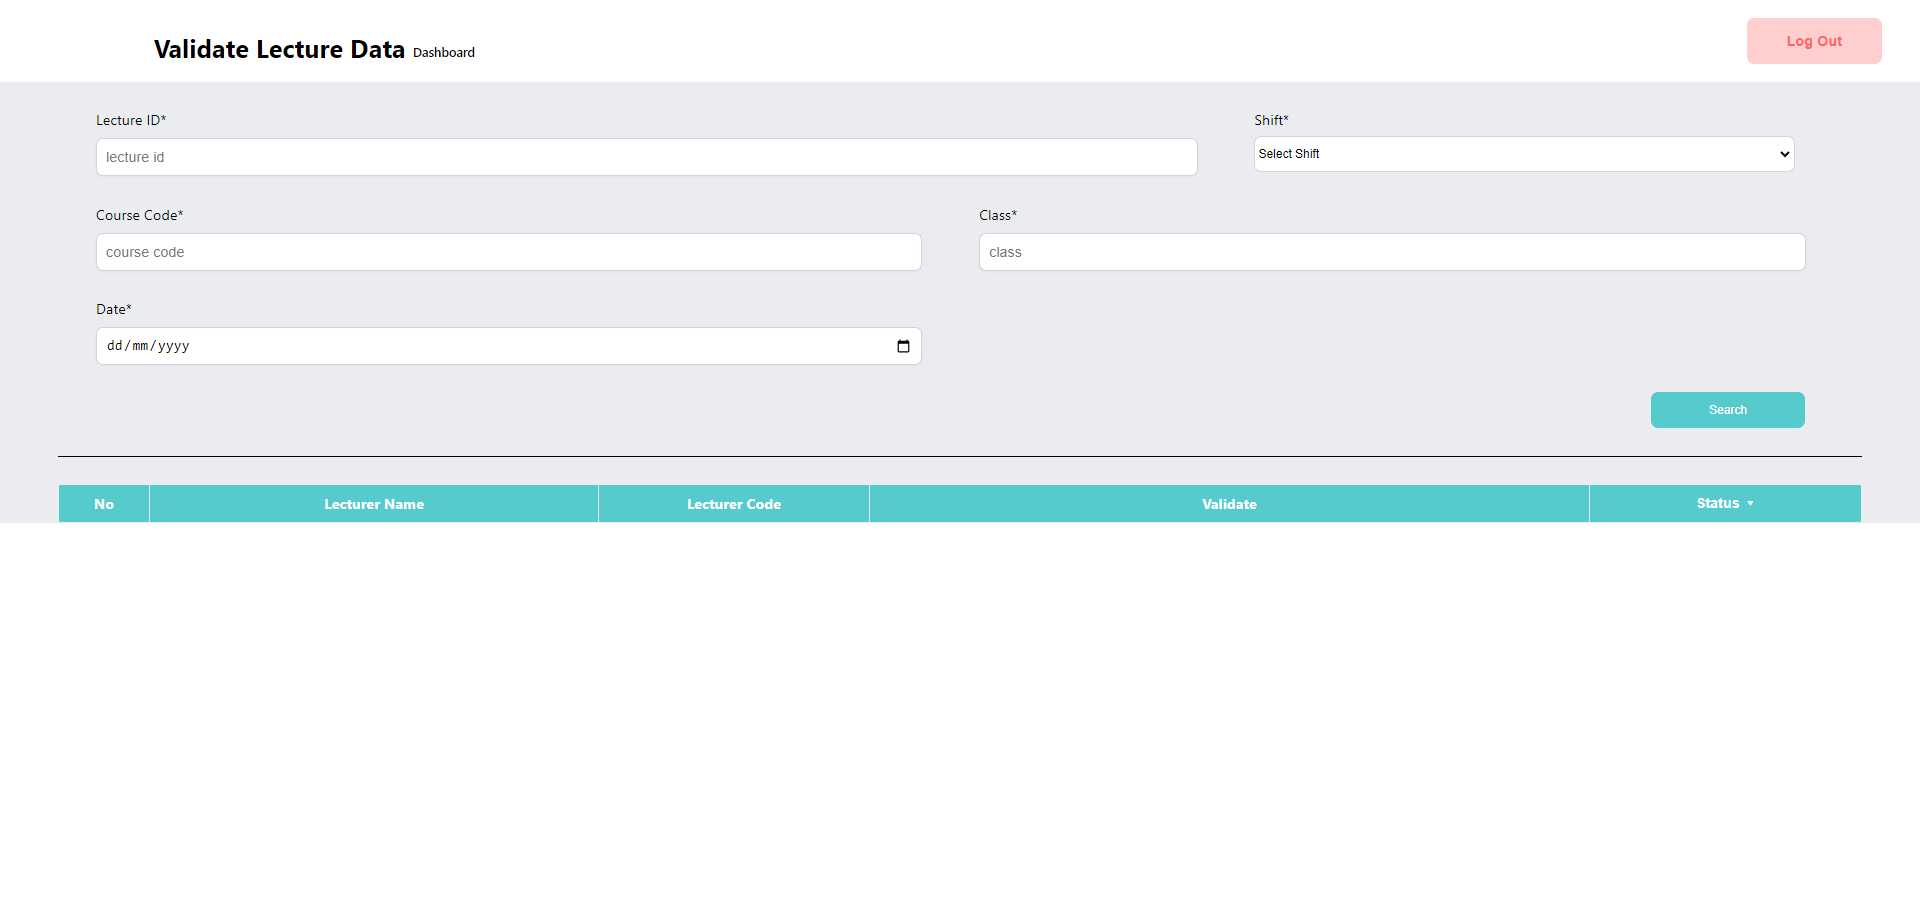 Validate Lecture Data Dashboard
Log Out
Lecture ID*
Shift*
lecture id
Select Shift
Course Code*
Class*
course code
class
Date*
dd/mm/yyyy
Search
No
Lecturer Name
Lecturer Code
Validate
Status